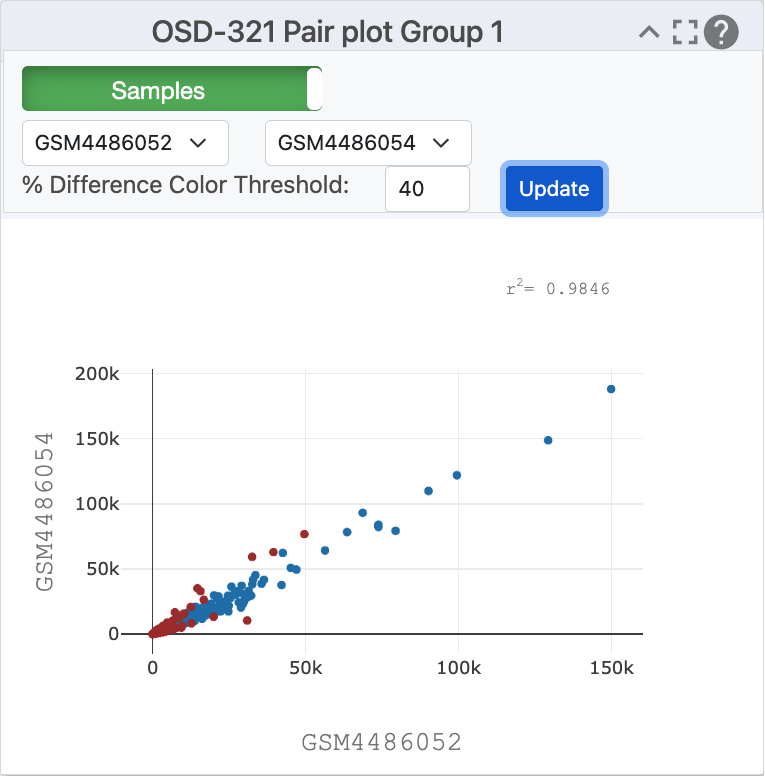 OSD-321 Pair plot Group 1
?
Samples
GSM4486052 GSM4486054
% Difference Color Threshold: 40 Update
r²= 0.9846
200k
150k
100k
50k
0
GSM4486054
0 50k 100k 150k
GSM4486052